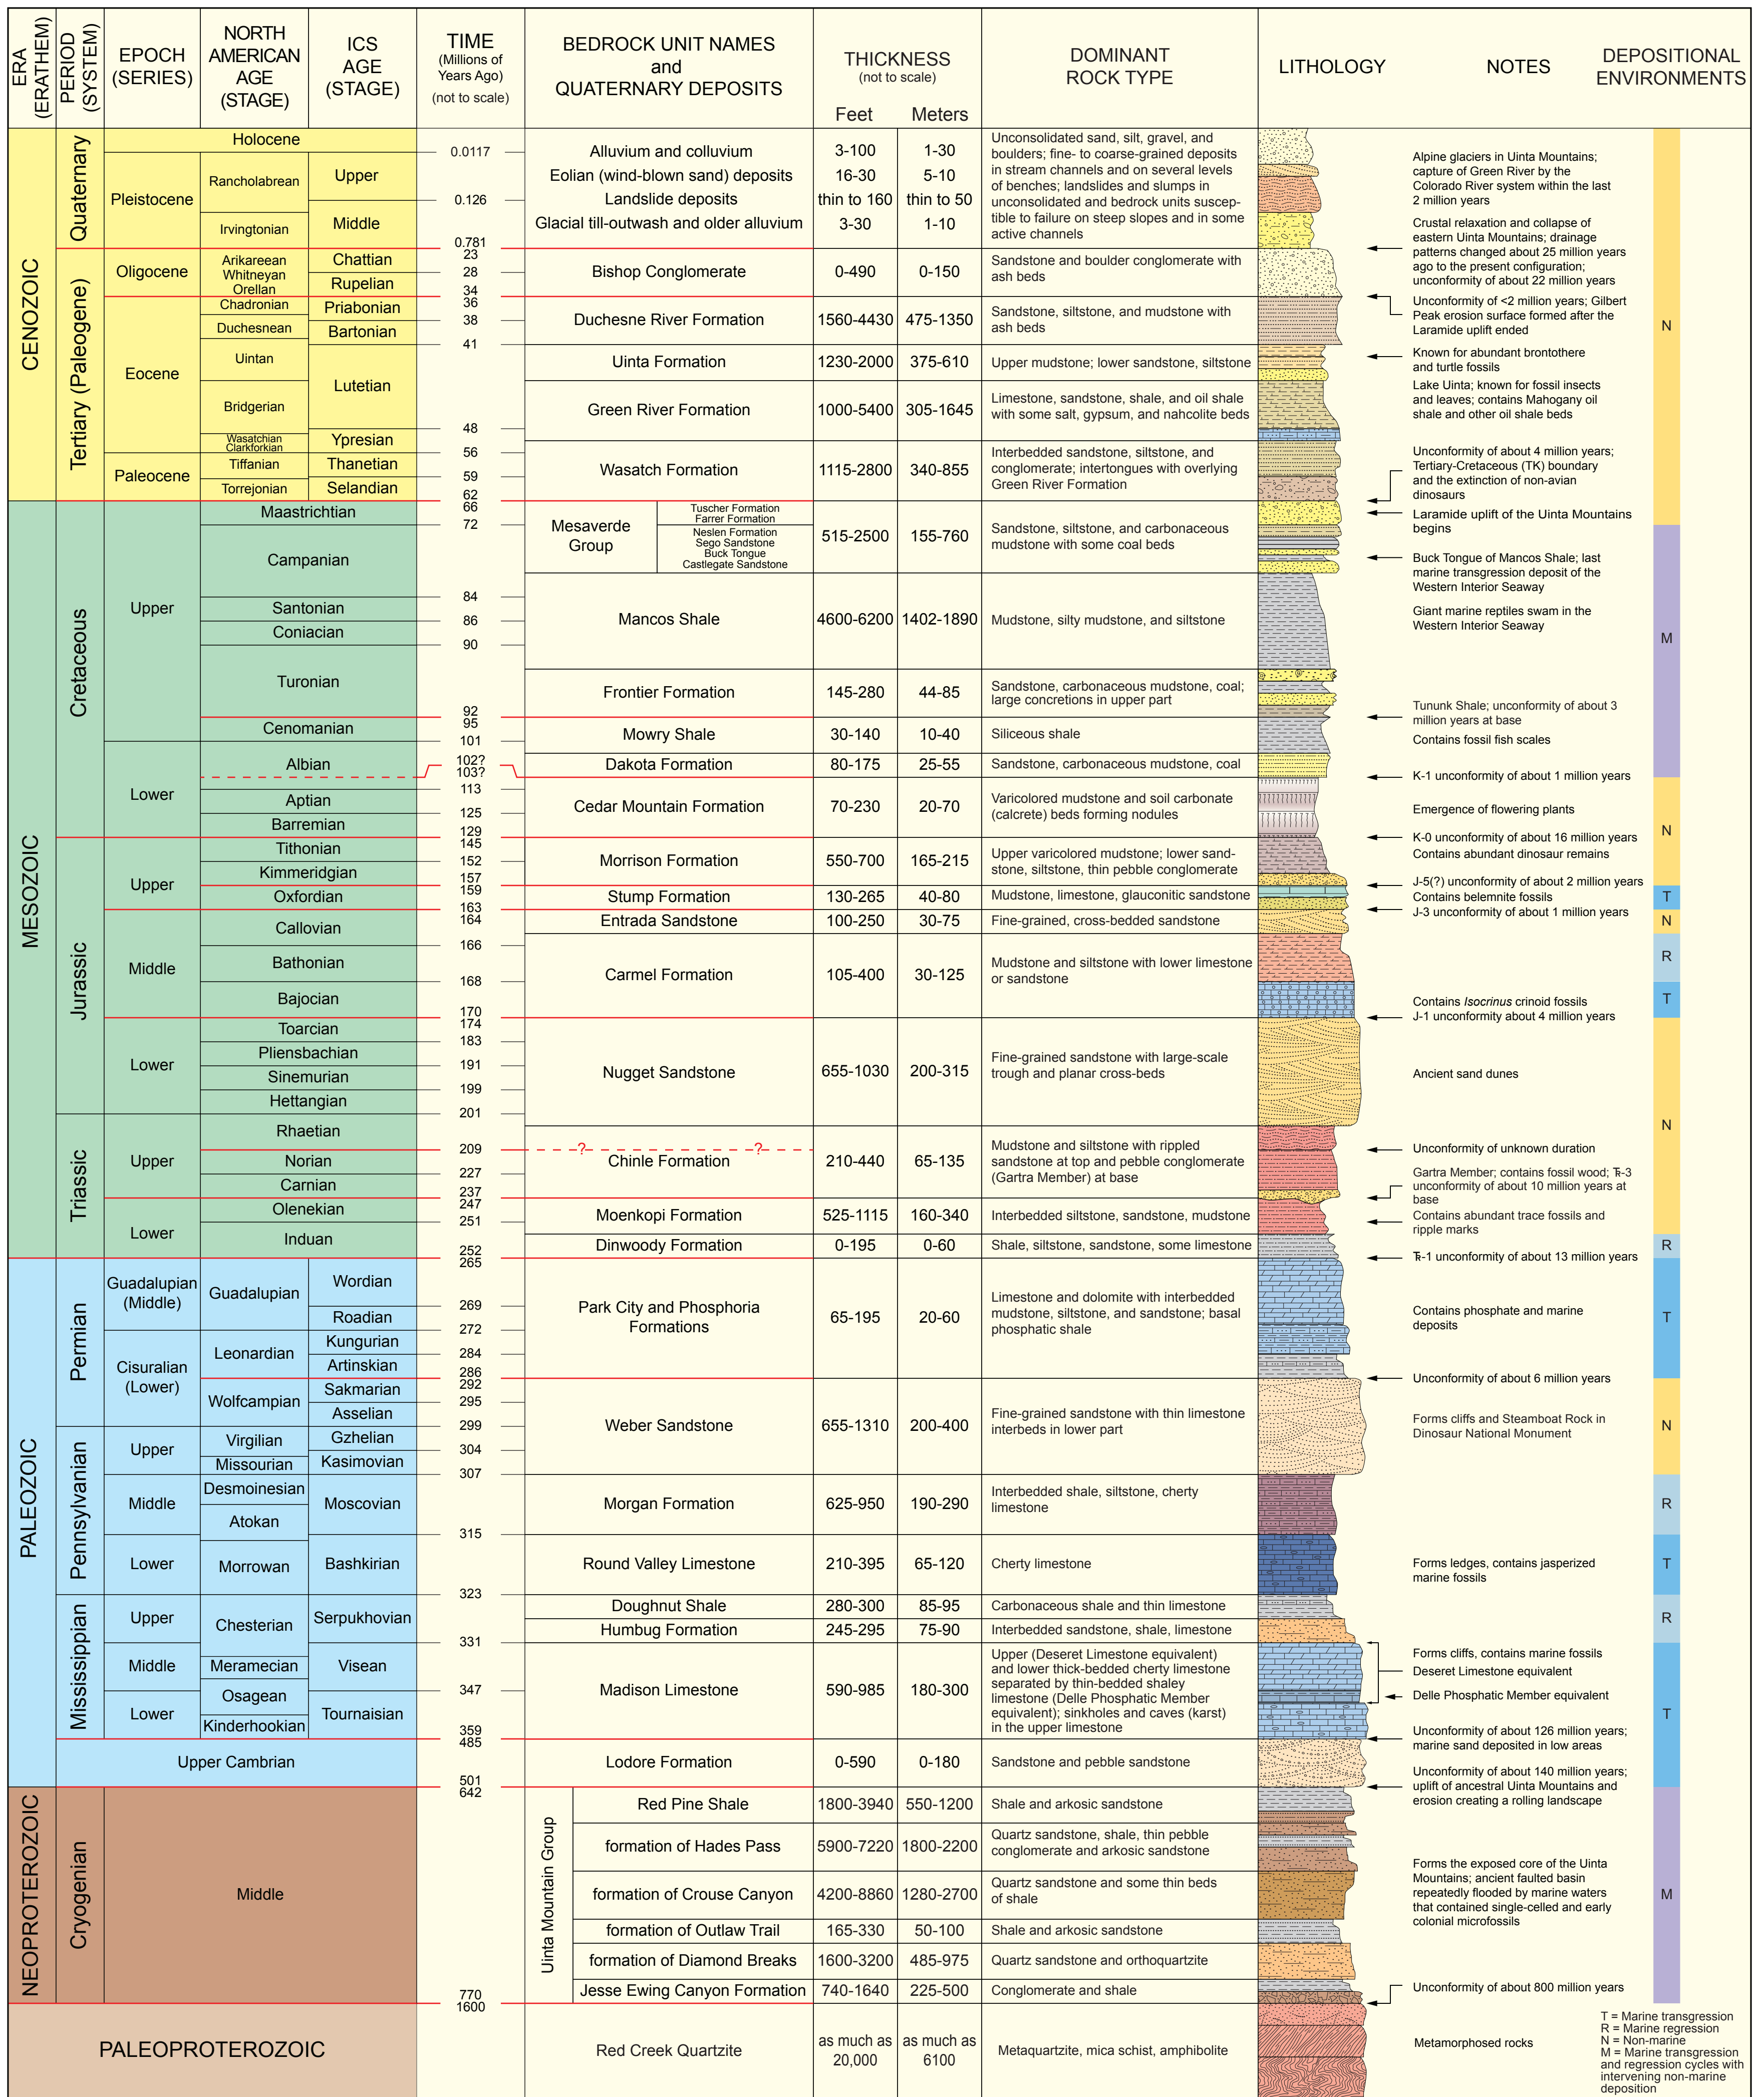 ERA
(ERATHEM)
PERIOD
(SYSTEM)
EPOCH
(SERIES)
NORTH
AMERICAN
AGE
(STAGE)
ICS
AGE
(STAGE)
TIME
(Millions of
Years Ago)
(not to scale)
BEDROCK UNIT NAMES
and
QUATERNARY DEPOSITS
THICKNESS
(not to scale)
Feet
Meters
DOMINANT
ROCK TYPE
LITHOLOGY
NOTES
DEPOSITIONAL
ENVIRONMENTS
CENOZOIC
MESOZOIC
PALEOZOIC
NEOPROTEROZOIC
PALEOPROTEROZOIC
Quaternary
Tertiary (Paleogene)
Cretaceous
Jurassic
Triassic
Permian
Pennsylvanian
Mississippian
Upper Cambrian
Cryogenian
Holocene
Pleistocene
Oligocene
Eocene
Paleocene
Upper
Lower
Upper
Middle
Lower
Upper
Lower
Guadalupian
(Middle)
Cisuralian
(Lower)
Upper
Middle
Lower
Upper
Middle
Lower
Middle
Rancholabrean
Irvingtonian
Arikareean
Whitneyan
Orellan
Chadronian
Duchesnean
Uintan
Bridgerian
Wasatchian
Clarkforkian
Tiffanian
Torrejonian
Upper
Middle
Chattian
Rupelian
Priabonian
Bartonian
Lutetian
Ypresian
Thanetian
Selandian
Maastrichtian
Campanian
Santonian
Coniacian
Turonian
Cenomanian
Albian
Aptian
Barremian
Tithonian
Kimmeridgian
Oxfordian
Callovian
Bathonian
Bajocian
Toarcian
Pliensbachian
Sinemurian
Hettangian
Rhaetian
Norian
Carnian
Olenekian
Induan
Guadalupian
Leonardian
Wolfcampian
Virgilian
Missourian
Desmoinesian
Atokan
Morrowan
Chesterian
Meramecian
Osagean
Kinderhookian
Wordian
Roadian
Kungurian
Artinskian
Sakmarian
Asselian
Gzhelian
Kasimovian
Moscovian
Bashkirian
Serpukhovian
Visean
Tournaisian
0.0117
0.126
0.781
23
28
34
36
38
41
48
56
59
62
66
72
84
86
90
92
95
101
102?
103?
113
125
129
145
152
157
159
163
164
166
168
170
174
183
191
199
201
209
227
237
247
251
252
265
269
272
284
286
292
295
299
304
307
315
323
331
347
359
485
501
642
770
1600
Alluvium and colluvium 3-100 1-30
Eolian (wind-blown sand) deposits 16-30 5-10
Landslide deposits thin to 160 thin to 50
Glacial till-outwash and older alluvium 3-30 1-10
Unconsolidated sand, silt, gravel, and
boulders; fine- to coarse-grained deposits
in stream channels and on several levels
of benches; landslides and slumps in
unconsolidated and bedrock units suscep-
tible to failure on steep slopes and in some
active channels
Bishop Conglomerate 0-490 0-150
Sandstone and boulder conglomerate with
ash beds
Duchesne River Formation 1560-4430 475-1350
Sandstone, siltstone, and mudstone with
ash beds
Uinta Formation 1230-2000 375-610 Upper mudstone; lower sandstone, siltstone
Green River Formation 1000-5400 305-1645
Limestone, sandstone, shale, and oil shale
with some salt, gypsum, and nahcolite beds
Wasatch Formation 1115-2800 340-855
Interbedded sandstone, siltstone, and
conglomerate; intertongues with overlying
Green River Formation
Mesaverde
Group
Tuscher Formation
Farrer Formation
Neslen Formation
Sego Sandstone
Buck Tongue
Castlegate Sandstone
515-2500 155-760
Sandstone, siltstone, and carbonaceous
mudstone with some coal beds
Mancos Shale 4600-6200 1402-1890 Mudstone, silty mudstone, and siltstone
Frontier Formation 145-280 44-85
Sandstone, carbonaceous mudstone, coal;
large concretions in upper part
Mowry Shale 30-140 10-40 Siliceous shale
Dakota Formation 80-175 25-55 Sandstone, carbonaceous mudstone, coal
Cedar Mountain Formation 70-230 20-70
Varicolored mudstone and soil carbonate
(calcrete) beds forming nodules
Morrison Formation 550-700 165-215
Upper varicolored mudstone; lower sand-
stone, siltstone, thin pebble conglomerate
Stump Formation 130-265 40-80 Mudstone, limestone, glauconitic sandstone
Entrada Sandstone 100-250 30-75 Fine-grained, cross-bedded sandstone
Carmel Formation 105-400 30-125
Mudstone and siltstone with lower limestone
or sandstone
Nugget Sandstone 655-1030 200-315
Fine-grained sandstone with large-scale
trough and planar cross-beds
? ?
Chinle Formation 210-440 65-135
Mudstone and siltstone with rippled
sandstone at top and pebble conglomerate
(Gartra Member) at base
Moenkopi Formation 525-1115 160-340 Interbedded siltstone, sandstone, mudstone
Dinwoody Formation 0-195 0-60 Shale, siltstone, sandstone, some limestone
Park City and Phosphoria
Formations
65-195 20-60
Limestone and dolomite with interbedded
mudstone, siltstone, and sandstone; basal
phosphatic shale
Weber Sandstone 655-1310 200-400
Fine-grained sandstone with thin limestone
interbeds in lower part
Morgan Formation 625-950 190-290
Interbedded shale, siltstone, cherty
limestone
Round Valley Limestone 210-395 65-120 Cherty limestone
Doughnut Shale 280-300 85-95 Carbonaceous shale and thin limestone
Humbug Formation 245-295 75-90 Interbedded sandstone, shale, limestone
Madison Limestone 590-985 180-300
Upper (Deseret Limestone equivalent)
and lower thick-bedded cherty limestone
separated by thin-bedded shaley
limestone (Delle Phosphatic Member
equivalent); sinkholes and caves (karst)
in the upper limestone
Lodore Formation 0-590 0-180 Sandstone and pebble sandstone
Uinta Mountain Group
Red Pine Shale 1800-3940 550-1200 Shale and arkosic sandstone
formation of Hades Pass 5900-7220 1800-2200
Quartz sandstone, shale, thin pebble
conglomerate and arkosic sandstone
formation of Crouse Canyon 4200-8860 1280-2700
Quartz sandstone and some thin beds
of shale
formation of Outlaw Trail 165-330 50-100 Shale and arkosic sandstone
formation of Diamond Breaks 1600-3200 485-975 Quartz sandstone and orthoquartzite
Jesse Ewing Canyon Formation 740-1640 225-500 Conglomerate and shale
Red Creek Quartzite
as much as
20,000
as much as
6100
Metaquartzite, mica schist, amphibolite
Alpine glaciers in Uinta Mountains;
capture of Green River by the
Colorado River system within the last
2 million years
Crustal relaxation and collapse of
eastern Uinta Mountains; drainage
patterns changed about 25 million years
ago to the present configuration;
unconformity of about 22 million years
Unconformity of <2 million years; Gilbert
Peak erosion surface formed after the
Laramide uplift ended
Known for abundant brontothere
and turtle fossils
Lake Uinta; known for fossil insects
and leaves; contains Mahogany oil
shale and other oil shale beds
Unconformity of about 4 million years;
Tertiary-Cretaceous (TK) boundary
and the extinction of non-avian
dinosaurs
Laramide uplift of the Uinta Mountains
begins
Buck Tongue of Mancos Shale; last
marine transgression deposit of the
Western Interior Seaway
Giant marine reptiles swam in the
Western Interior Seaway
Tununk Shale; unconformity of about 3
million years at base
Contains fossil fish scales
K-1 unconformity of about 1 million years
Emergence of flowering plants
K-0 unconformity of about 16 million years
Contains abundant dinosaur remains
J-5(?) unconformity of about 2 million years
Contains belemnite fossils
J-3 unconformity of about 1 million years
Contains Isocrinus crinoid fossils
J-1 unconformity about 4 million years
Ancient sand dunes
Unconformity of unknown duration
Gartra Member; contains fossil wood; Ꞇ-3
unconformity of about 10 million years at
base
Contains abundant trace fossils and
ripple marks
Ꞇ-1 unconformity of about 13 million years
Contains phosphate and marine
deposits
Unconformity of about 6 million years
Forms cliffs and Steamboat Rock in
Dinosaur National Monument
Forms ledges, contains jasperized
marine fossils
Forms cliffs, contains marine fossils
Deseret Limestone equivalent
Delle Phosphatic Member equivalent
Unconformity of about 126 million years;
marine sand deposited in low areas
Unconformity of about 140 million years;
uplift of ancestral Uinta Mountains and
erosion creating a rolling landscape
Forms the exposed core of the Uinta
Mountains; ancient faulted basin
repeatedly flooded by marine waters
that contained single-celled and early
colonial microfossils
Unconformity of about 800 million years
Metamorphosed rocks
N
M
N
T
N
R
T
N
R
T
N
R
T
R
T
M
T = Marine transgression
R = Marine regression
N = Non-marine
M = Marine transgression
and regression cycles with
intervening non-marine
deposition